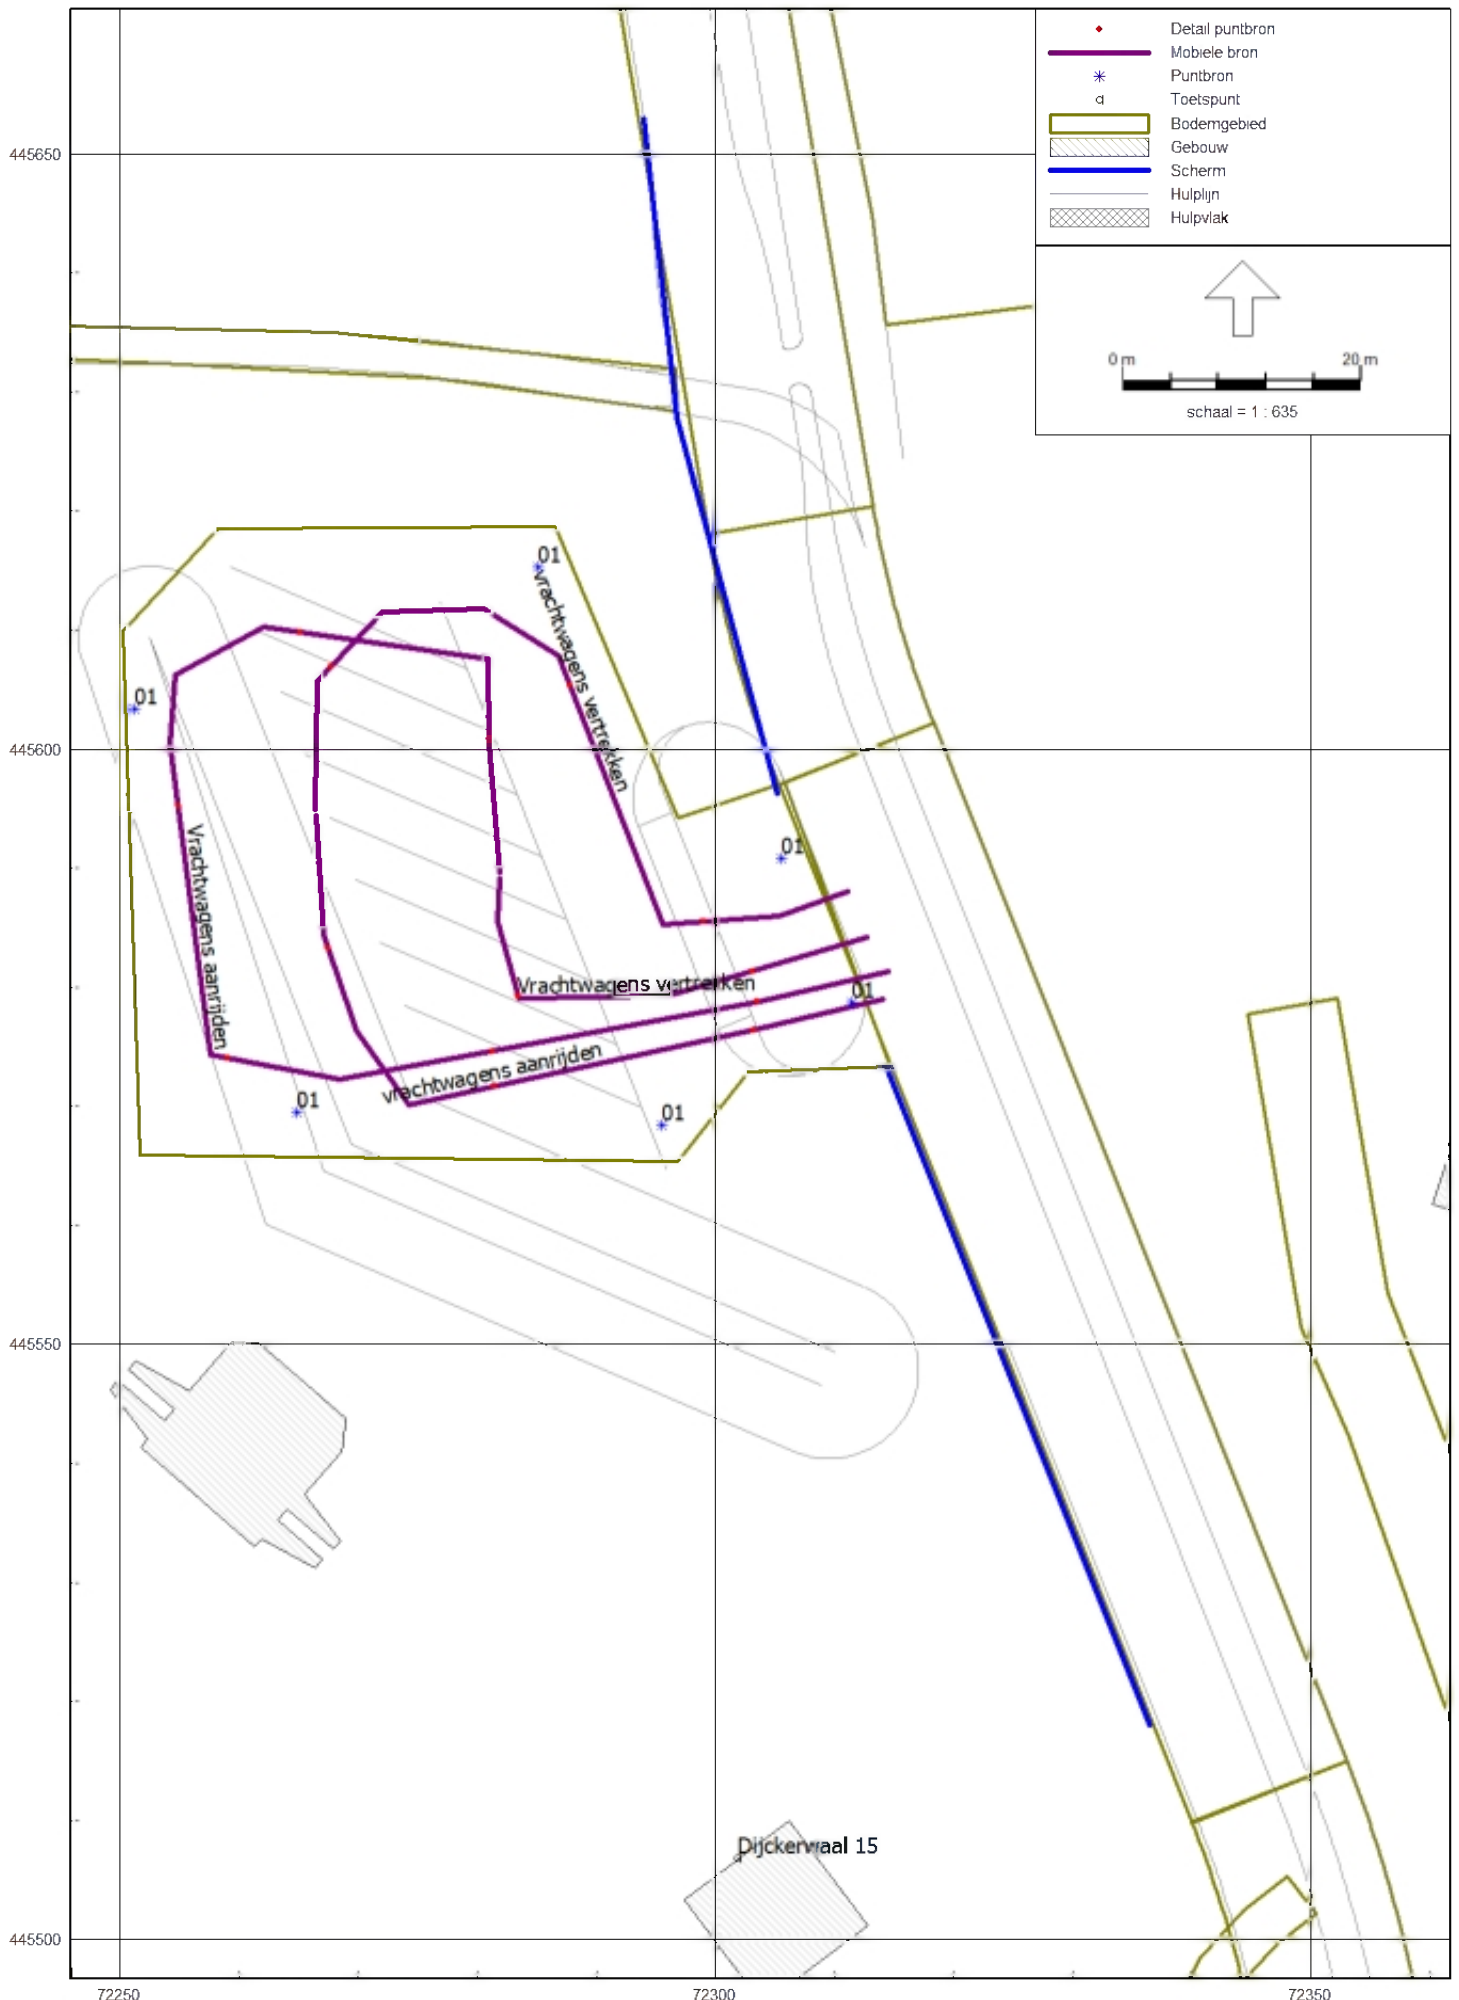 Detail puntbron
Mobiele bron
Puntbron
Toetspunt
Bodemgebied
Gebouw
Scherm
Hulplijn
Hulpvlak
445650
0 m 20 m
schaal = 1 : 635
01
vrachtwagens vertrekken
01
445600
Vrachtwagens aanrijden
01
Vrachtwagens vertrekken
01
vrachtwagens aanrijden
01
01
445550
Dijckerwaal 15
445500
72250 72300 72350